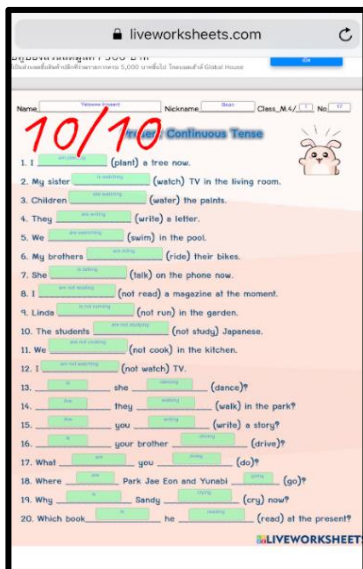 liveworksheets.com
5,000 Global House
Name Nickname Class_M.4/ 1 No 17
10/10
Present Continuous Tense
1. I am planting (plant) a tree now.
2. My sister is watching (watch) TV in the living room.
3. Children are watering (water) the paints.
4. They are writing (write) a letter.
5. We are swimming (swim) in the pool.
6. My brothers are riding (ride) their bikes.
7. She is talking (talk) on the phone now.
8. I am not reading (not read) a magazine at the moment.
9. Linda is not running (not run) in the garden.
10. The students are not studying (not study) Japanese.
11. We are not cooking (not cook) in the kitchen.
12. I am not watching (not watch) TV.
13. is she dancing (dance)?
14. Are they walking (walk) in the park?
15. Are you writing (write) a story?
16. is your brother driving (drive)?
17. What are you doing (do)?
18. Where are Park Jae Eon and Yunabi going (go)?
19. Why is Sandy crying (cry) now?
20. Which book is he reading (read) at the present?
LIVEWORKSHEETS